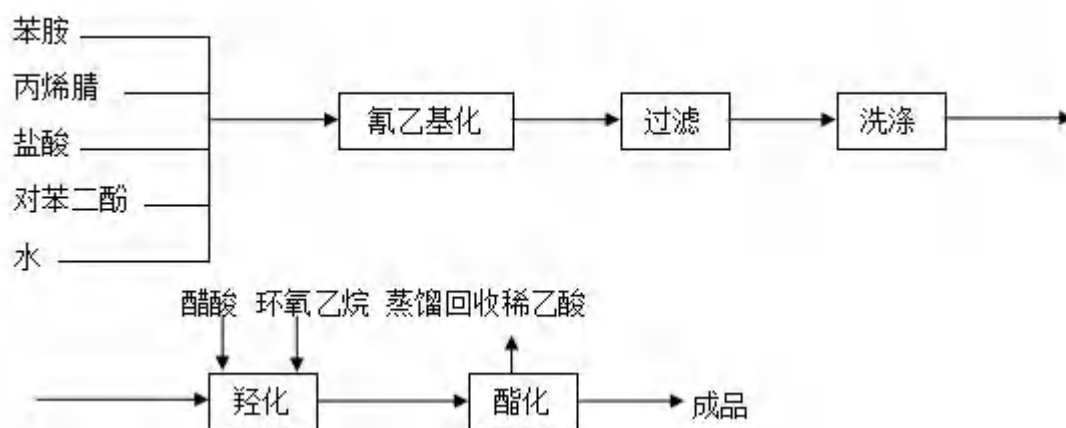 苯胺
丙烯腈
盐酸
对苯二酚
水
氰乙基化
过滤
洗涤
醋酸 环氧乙烷 蒸馏回收稀乙酸
羟化
酯化
成品